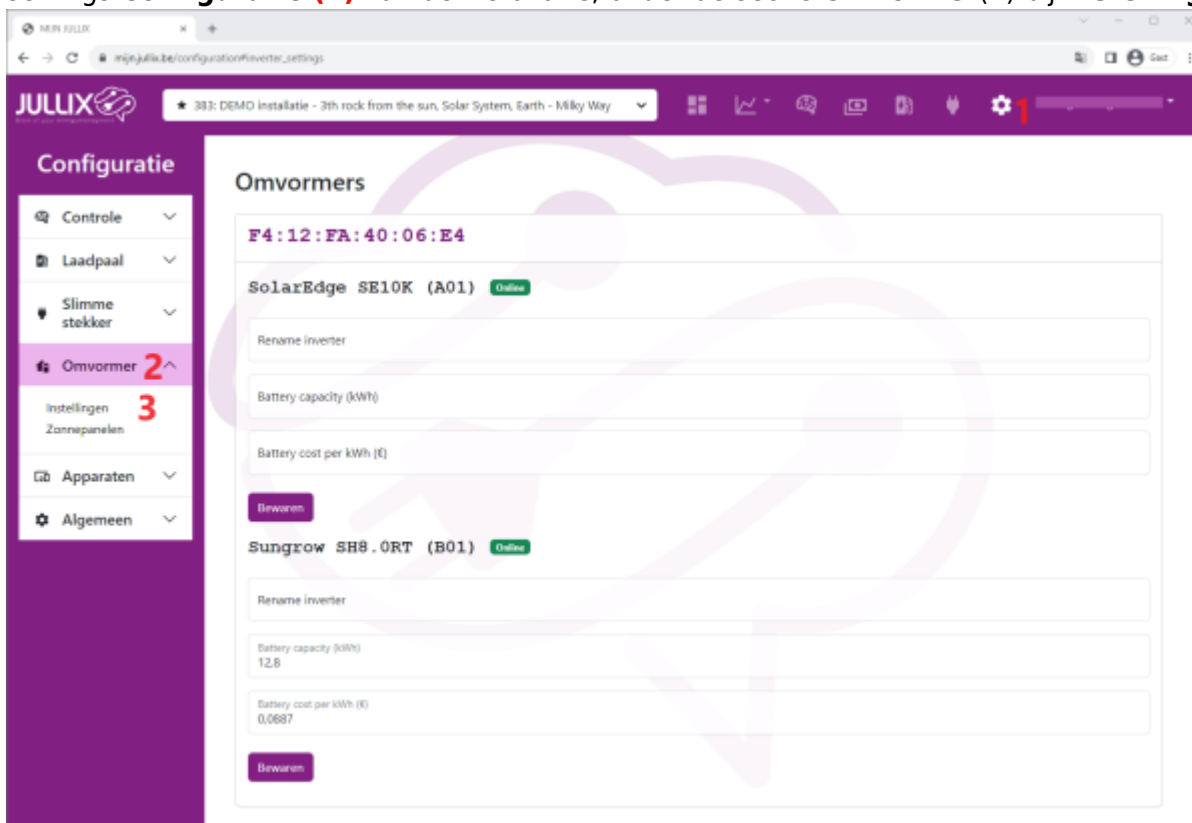 MIJN JULLIX
mijn.jullix.be/configuration#inverter_settings
Gast
JULLIX
★ 383: DEMO installatie - 3th rock from the sun, Solar System, Earth - Milky Way
1
Configuratie
Controle
Laadpaal
Slimme
stekker
Omvormer 2
Instellingen 3
Zonnepanelen
Apparaten
Algemeen
Omvormers
F4:12:FA:40:06:E4
SolarEdge SE10K (A01) Online
Rename inverter
Battery capacity (kWh)
Battery cost per kWh (€)
Bewaren
Sungrow SH8.0RT (B01) Online
Rename inverter
Battery capacity (kWh)
12,8
Battery cost per kWh (€)
0,0687
Bewaren